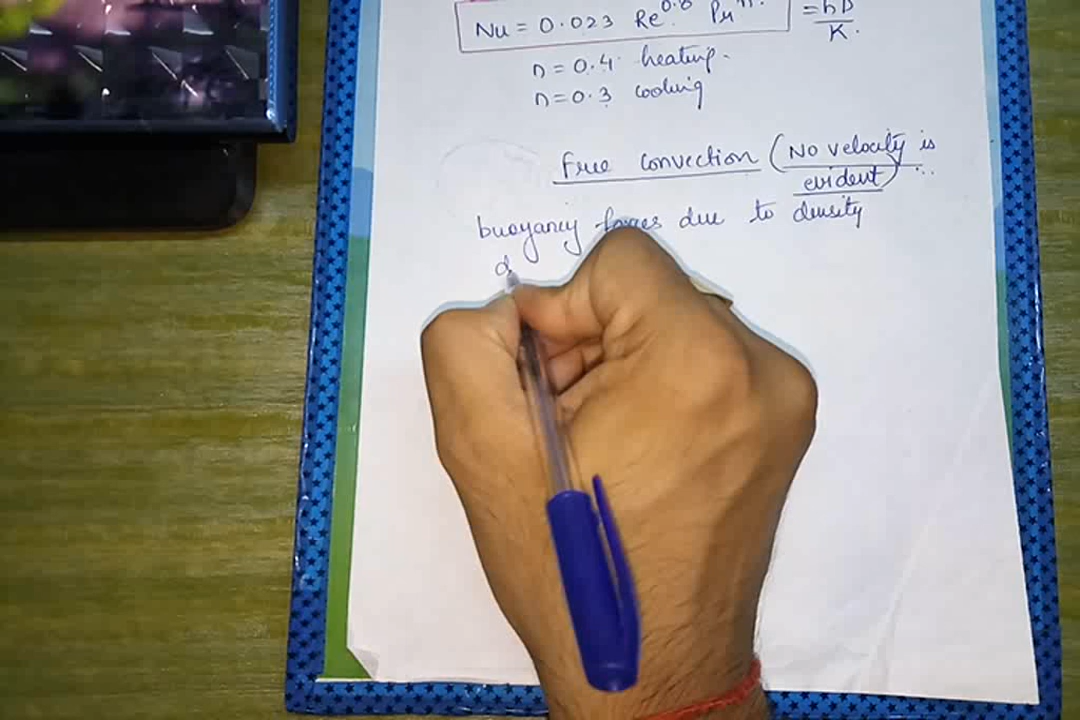 Nu = 0.023 Re^0.8 Pr^n = hD/K.
n = 0.4 heating.
n = 0.3 cooling
free convection (No velocity is
evident)
buoyancy forces due to density
d